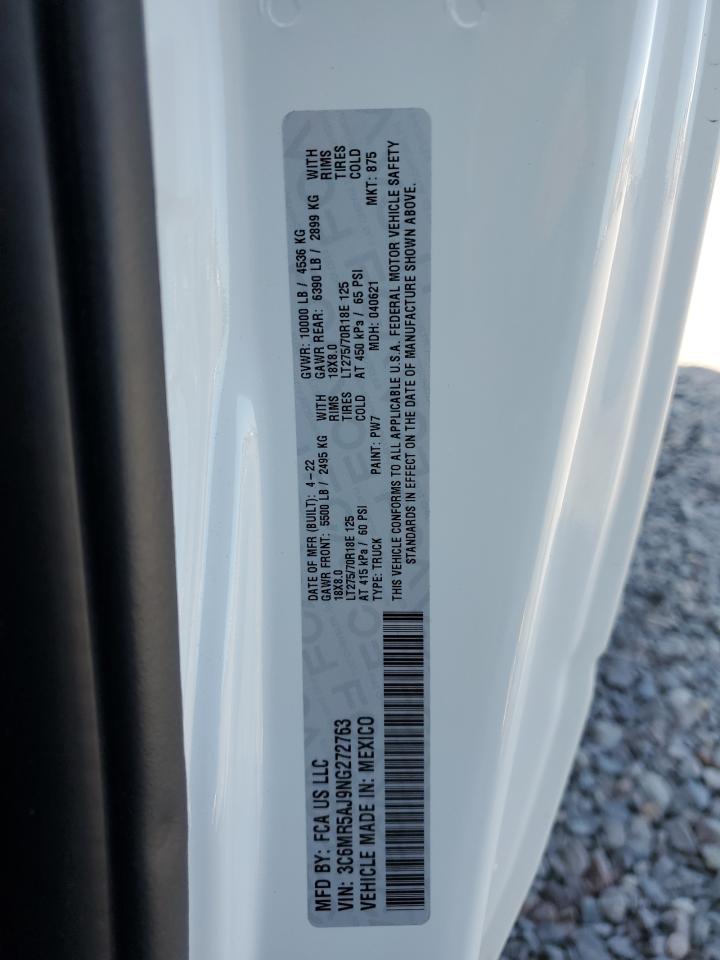 MFD BY: FCA US LLC
VIN: 3C6MR5AJ9NG272763
VEHICLE MADE IN: MEXICO
DATE OF MFR (BUILT): 4-22
GVWR: 10000 LB / 4536 KG
GAWR FRONT: 5500 LB / 2495 KG WITH
GAWR REAR: 6390 LB / 2899 KG WITH
18X8.0 RIMS
18X8.0 RIMS
LT275/70R18E 125 TIRES
LT275/70R18E 125 TIRES
AT 415 kPa / 60 PSI COLD
AT 450 kPa / 65 PSI COLD
TYPE: TRUCK PAINT: PW7 MDH: 040621 MKT: 875
THIS VEHICLE CONFORMS TO ALL APPLICABLE U.S.A. FEDERAL MOTOR VEHICLE SAFETY
STANDARDS IN EFFECT ON THE DATE OF MANUFACTURE SHOWN ABOVE.